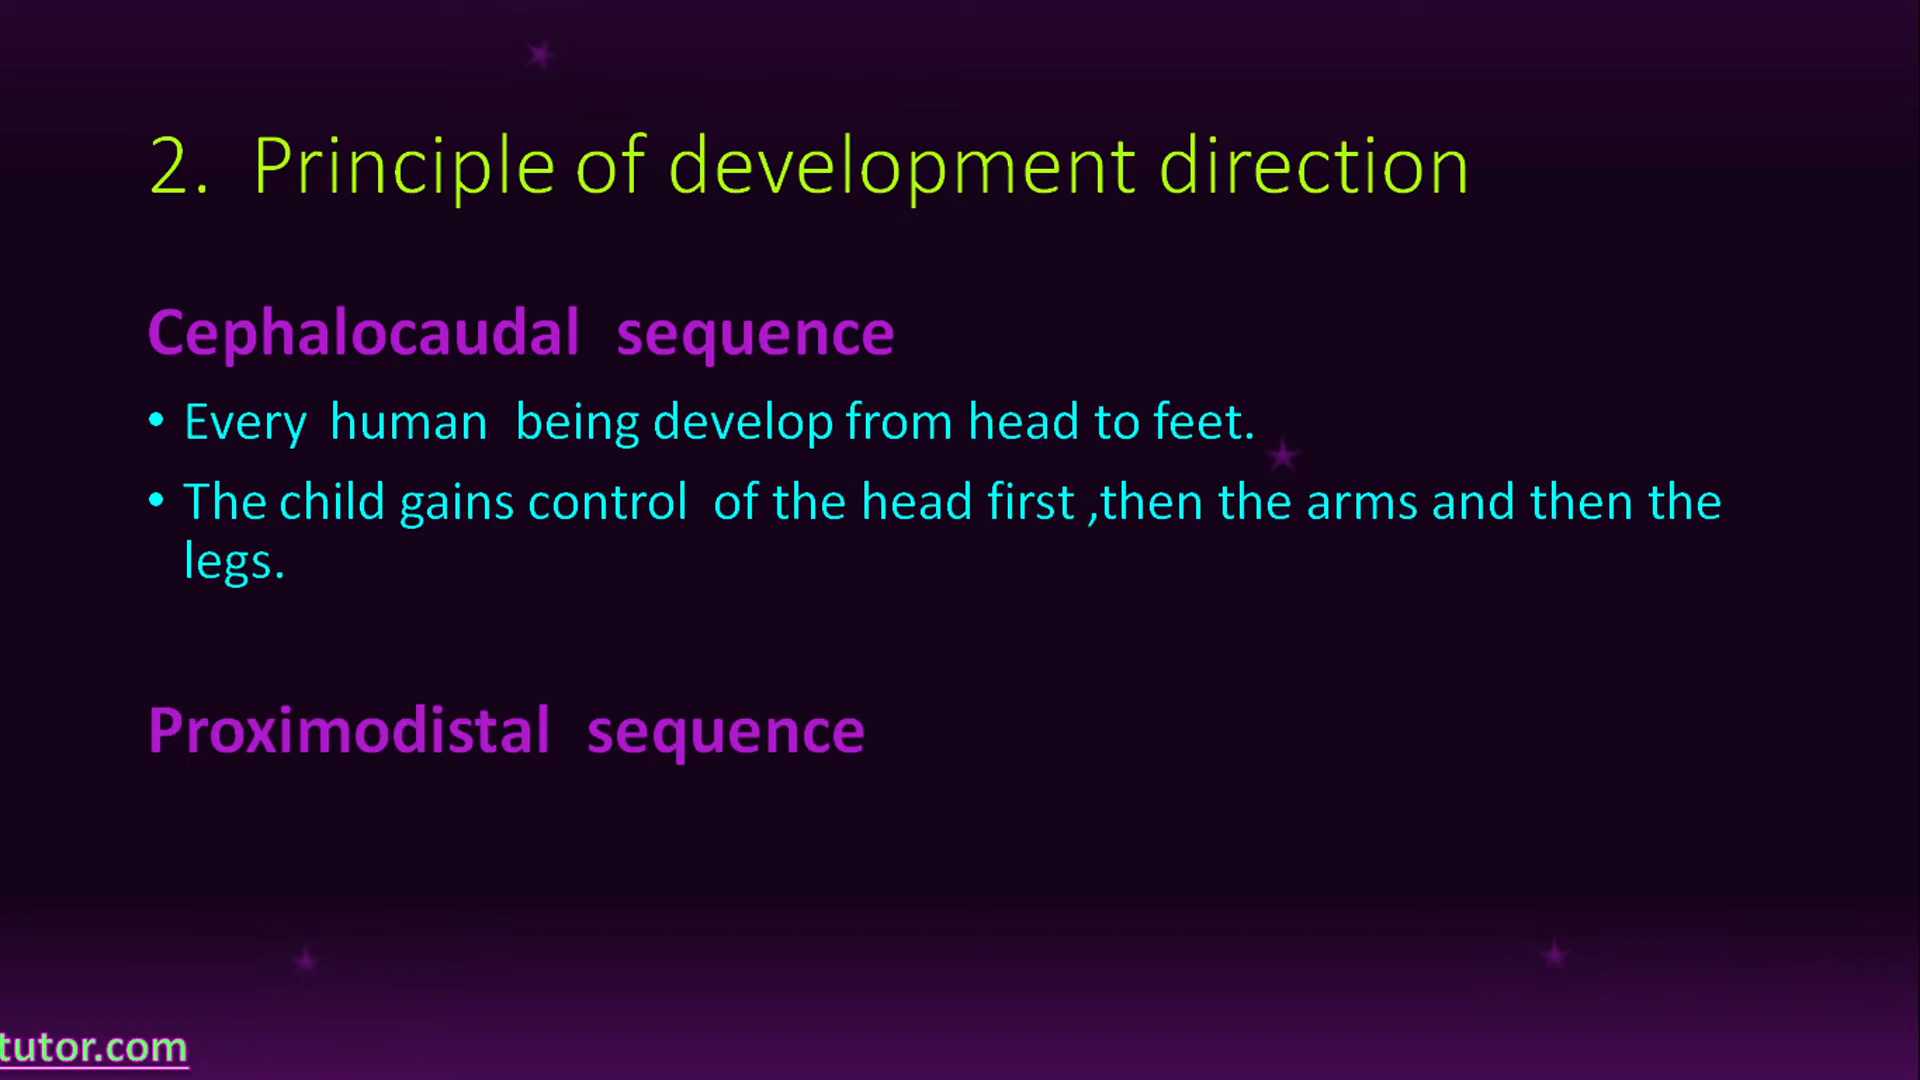 2. Principle of development direction
Cephalocaudal sequence
• Every human being develop from head to feet.
• The child gains control of the head first ,then the arms and then the
legs.
Proximodistal sequence
tutor.com